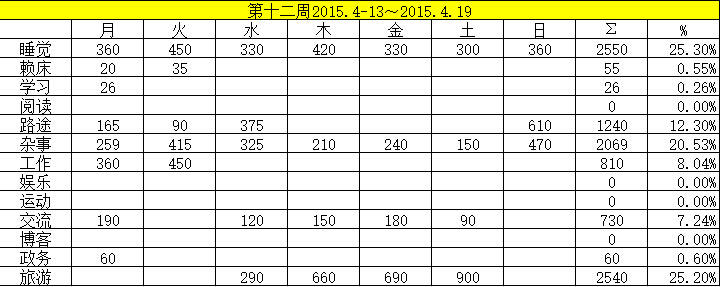 第十二周2015.4-13～2015.4.19
月 火 水 木 金 土 日 Σ %
睡觉 360 450 330 420 330 300 360 2550 25.30%
赖床 20 35 55 0.55%
学习 26 26 0.26%
阅读 0 0.00%
路途 165 90 375 610 1240 12.30%
杂事 259 415 325 210 240 150 470 2069 20.53%
工作 360 450 810 8.04%
娱乐 0 0.00%
运动 0 0.00%
交流 190 120 150 180 90 730 7.24%
博客 0 0.00%
政务 60 60 0.60%
旅游 290 660 690 900 2540 25.20%